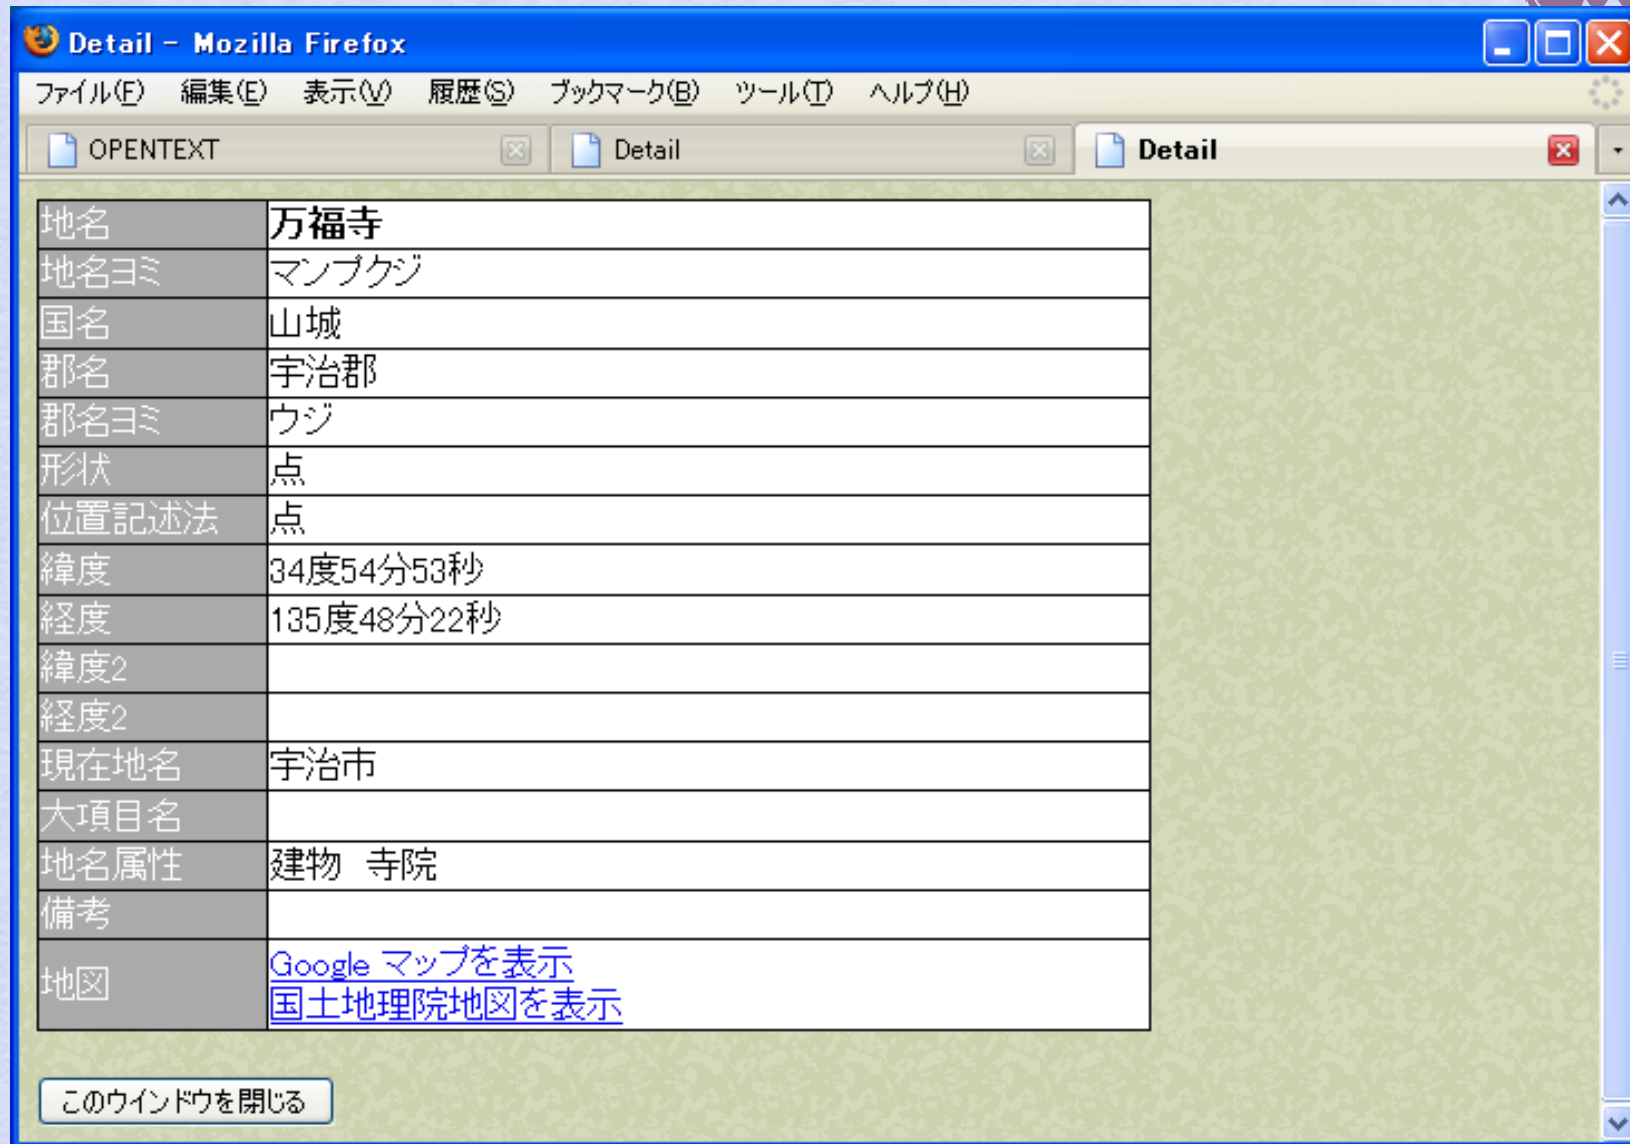 Detail - Mozilla Firefox
ファイル(F) 編集(E) 表示(V) 履歴(S) ブックマーク(B) ツール(T) ヘルプ(H)
OPENTEXT Detail Detail
地名 万福寺
地名ヨミ マンプクジ
国名 山城
郡名 宇治郡
郡名ヨミ ウジ
形状 点
位置記述法 点
緯度 34度54分53秒
経度 135度48分22秒
緯度2
経度2
現在地名 宇治市
大項目名
地名属性 建物 寺院
備考
地図 Google マップを表示
国土地理院地図を表示
このウインドウを閉じる